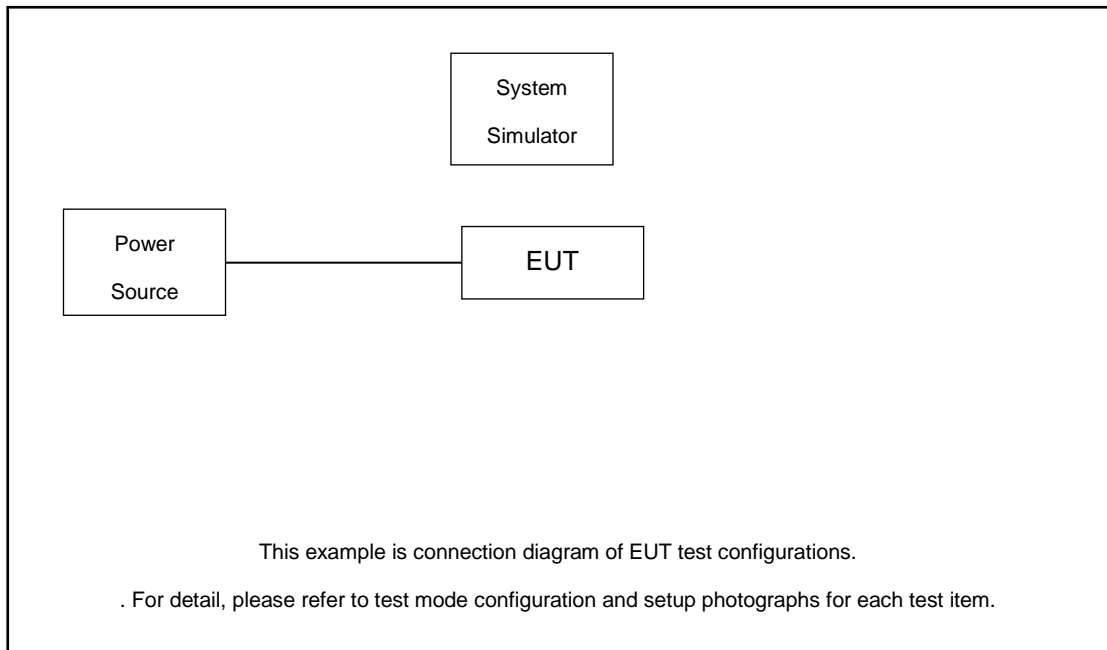 System
Simulator
Power
Source
EUT
This example is connection diagram of EUT test configurations.
. For detail, please refer to test mode configuration and setup photographs for each test item.